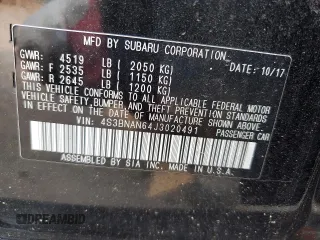 MFD. BY SUBARU CORPORATION
DATE: 10/17
GVWR: 4519 LB ( 2050 KG)
GAWR: F 2535 LB ( 1150 KG)
GAWR: R 2645 LB ( 1200 KG)
THIS VEHICLE CONFORMS TO ALL APPLICABLE FEDERAL MOTOR
VEHICLE SAFETY, BUMPER, AND THEFT PREVENTION STANDARDS
IN EFFECT ON THE DATE OF MANUFACTURE SHOWN ABOVE.
VIN: 4S3BNAN64J3020491
PASSENGER CAR
ASSEMBLED BY SIA INC. MADE IN U.S.A.
DREAMBID